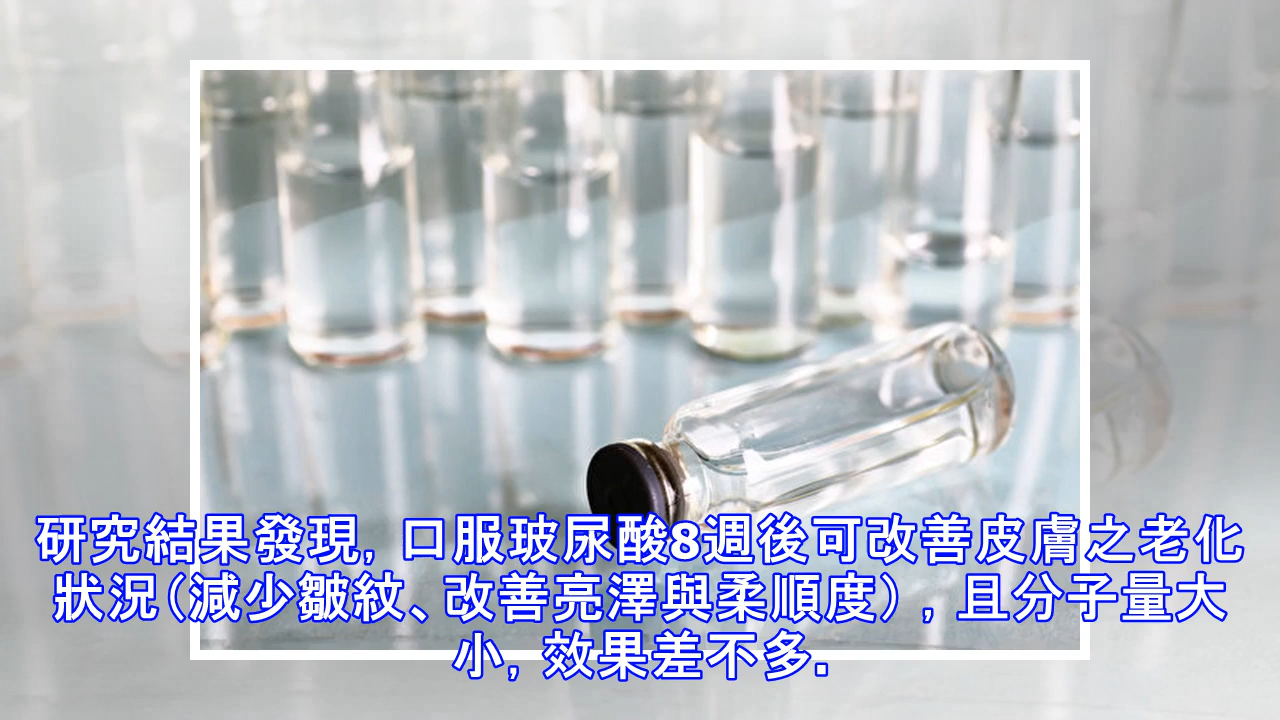 研究結果發現, 口服玻尿酸8週後可改善皮膚之老化
狀況(減少皺紋、改善亮澤與柔順度) , 且分子量大
小, 效果差不多.